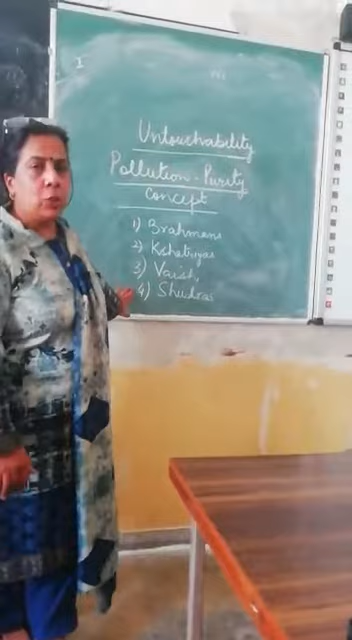 Untouchability
Pollution - Purity
Concept
1) Brahmans
2) Kshatriyas
3) Vaish
4) Shudras